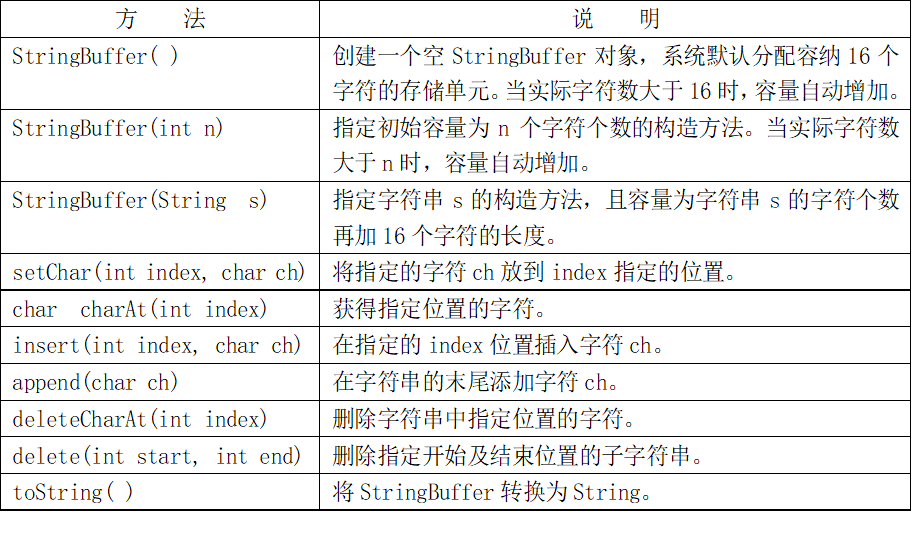 方 法 说 明
StringBuffer( ) 创建一个空 StringBuffer 对象，系统默认分配容纳 16 个
字符的存储单元。当实际字符数大于 16 时，容量自动增加。
StringBuffer(int n) 指定初始容量为 n 个字符个数的构造方法。当实际字符数
大于 n 时，容量自动增加。
StringBuffer(String s) 指定字符串 s 的构造方法，且容量为字符串 s 的字符个数
再加 16 个字符的长度。
setChar(int index, char ch) 将指定的字符 ch 放到 index 指定的位置。
char charAt(int index) 获得指定位置的字符。
insert(int index, char ch) 在指定的 index 位置插入字符 ch。
append(char ch) 在字符串的末尾添加字符 ch。
deleteCharAt(int index) 删除字符串中指定位置的字符。
delete(int start, int end) 删除指定开始及结束位置的子字符串。
toString( ) 将 StringBuffer 转换为 String。